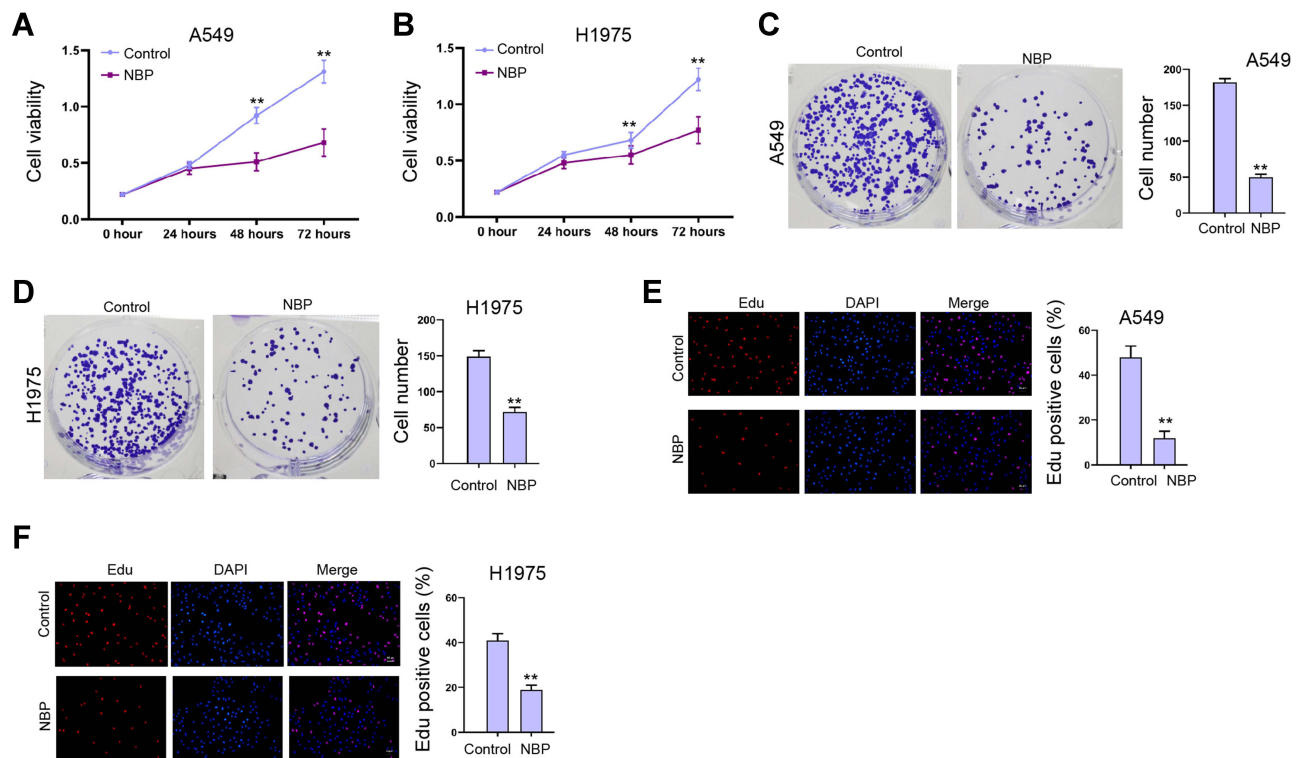 A
A549
Cell viability
1.5
1.0
0.5
0.0
Control
NBP
**
**
0 hour
24 hours
48 hours
72 hours
B
H1975
Cell viability
1.5
1.0
0.5
0.0
Control
NBP
**
**
0 hour
24 hours
48 hours
72 hours
C
Control
NBP
A549
A549
Cell number
200
150
100
50
0
**
Control
NBP
D
Control
NBP
H1975
H1975
Cell number
200
150
100
50
0
**
Control
NBP
E
Edu
DAPI
Merge
Control
NBP
A549
Edu positive cells (%)
60
40
20
0
**
Control
NBP
F
Edu
DAPI
Merge
Control
NBP
H1975
Edu positive cells (%)
60
40
20
0
**
Control
NBP